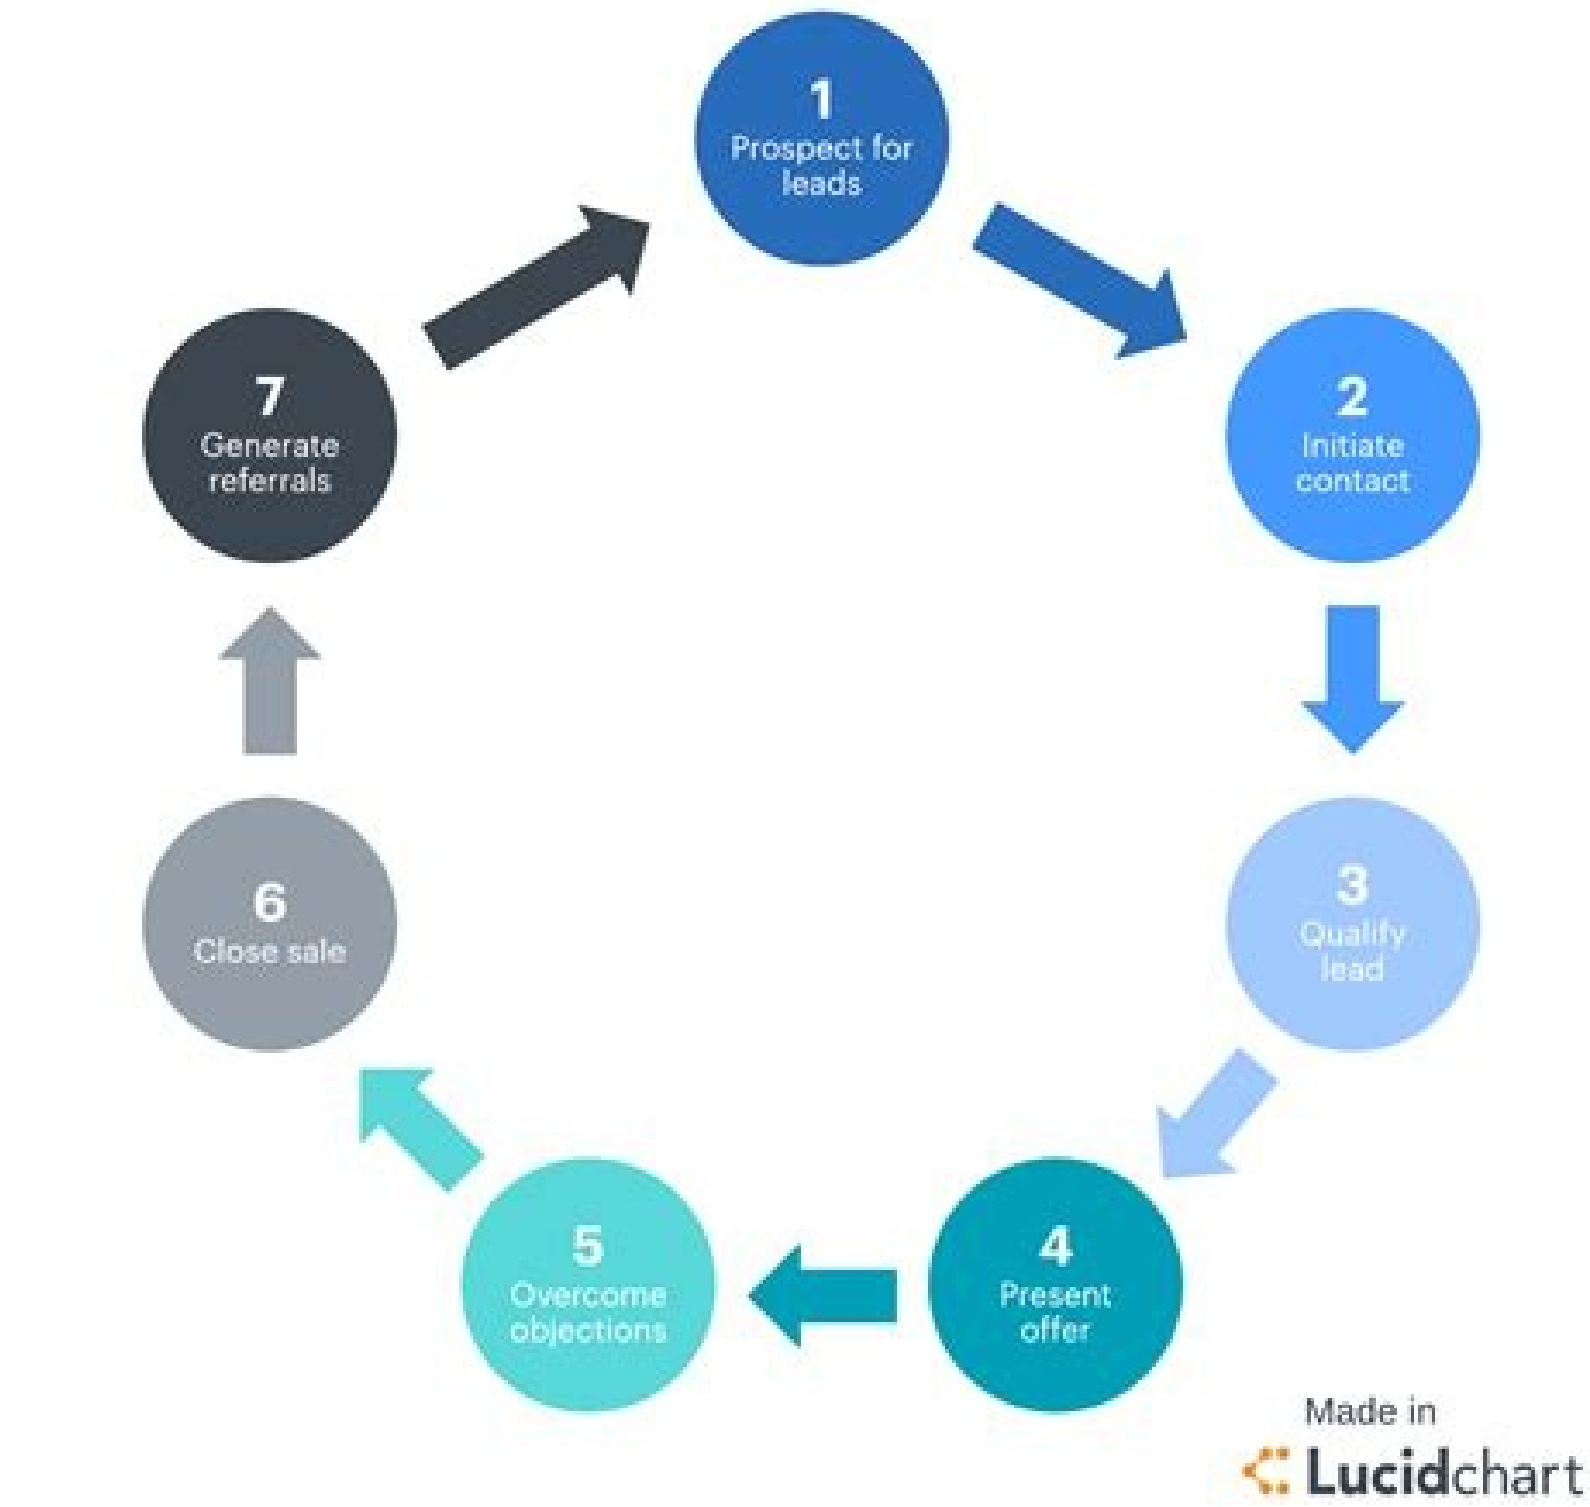 1
Prospect for
leads
2
Initiate
contact
3
Qualify
lead
4
Present
offer
5
Overcome
objections
6
Close sale
7
Generate
referrals
Made in
Lucidchart